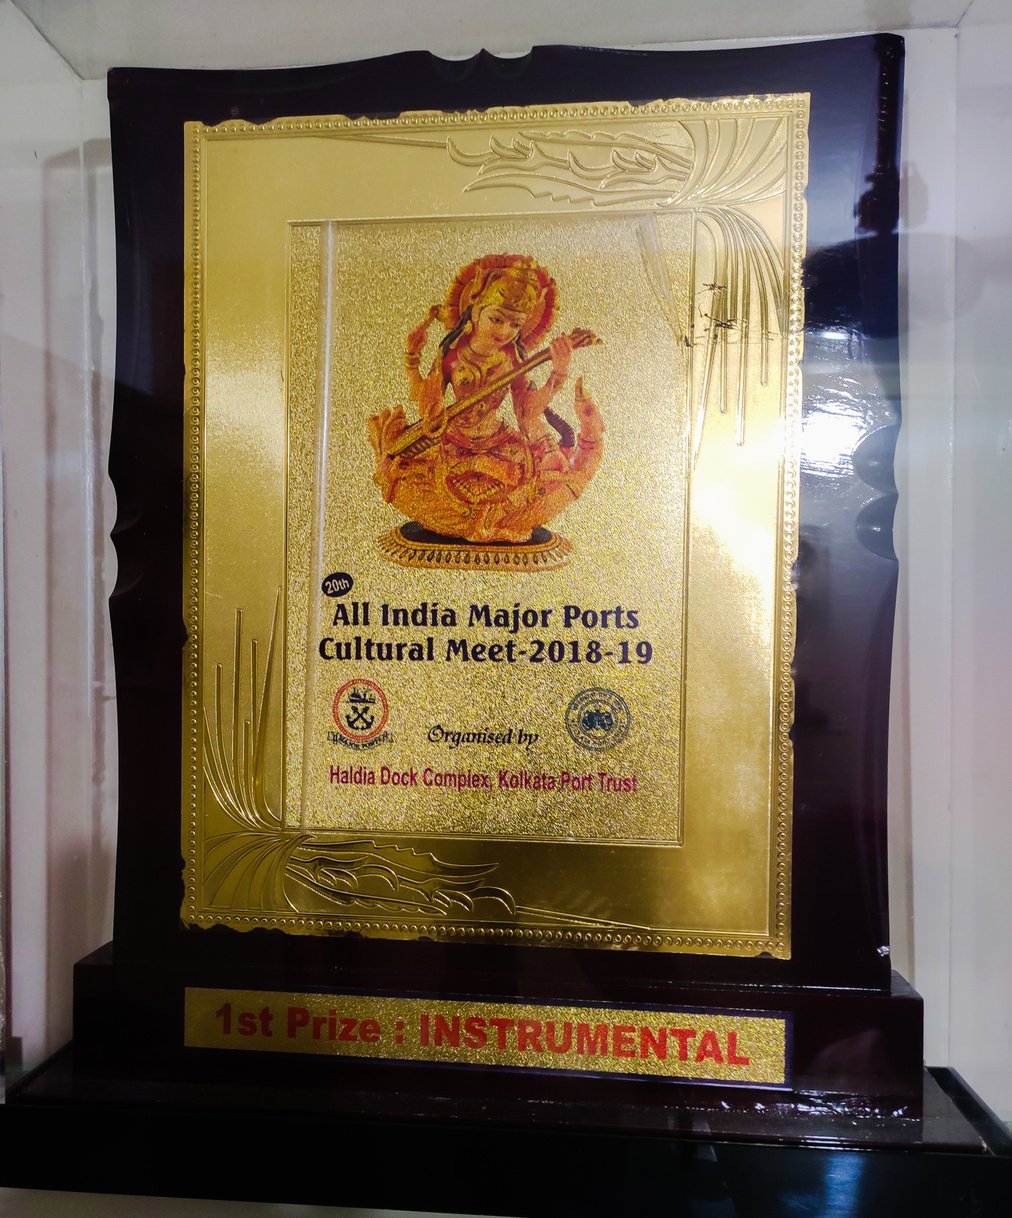 20th
All India Major Ports
Cultural Meet-2018-19
Organised by
Haldia Dock Complex, Kolkata Port Trust
1st Prize : INSTRUMENTAL